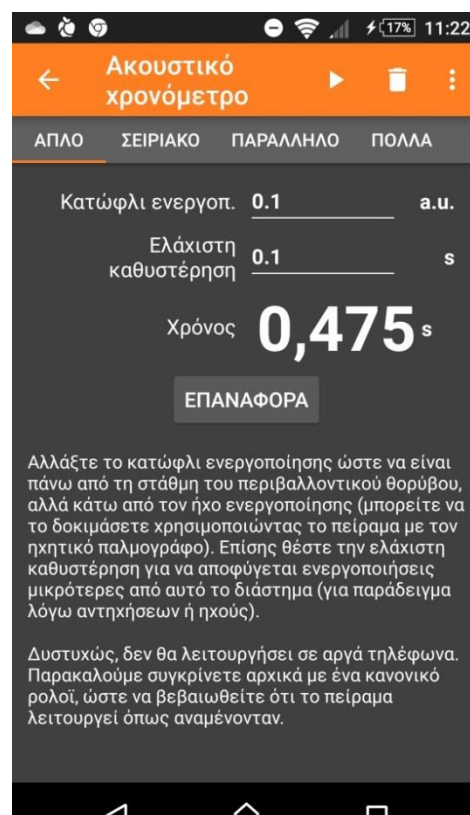 17% 11:22
Ακουστικό
χρονόμετρο
ΑΠΛΟ ΣΕΙΡΙΑΚΟ ΠΑΡΑΛΛΗΛΟ ΠΟΛΛΑ
Κατώφλι ενεργοπ. 0.1 a.u.
Ελάχιστη
καθυστέρηση 0.1 s
Χρόνος 0,475 s
ΕΠΑΝΑΦΟΡΑ
Αλλάξτε το κατώφλι ενεργοποίησης ώστε να είναι
πάνω από τη στάθμη του περιβαλλοντικού θορύβου,
αλλά κάτω από τον ήχο ενεργοποίησης (μπορείτε να
το δοκιμάσετε χρησιμοποιώντας το πείραμα με τον
ηχητικό παλμογράφο). Επίσης θέστε την ελάχιστη
καθυστέρηση για να αποφύγεται ενεργοποιήσεις
μικρότερες από αυτό το διάστημα (για παράδειγμα
λόγω αντηχήσεων ή ηχούς).
Δυστυχώς, δεν θα λειτουργήσει σε αργά τηλέφωνα.
Παρακαλούμε συγκρίνετε αρχικά με ένα κανονικό
ρολοϊ, ώστε να βεβαιωθείτε ότι το πείραμα
λειτουργεί όπως αναμένονταν.